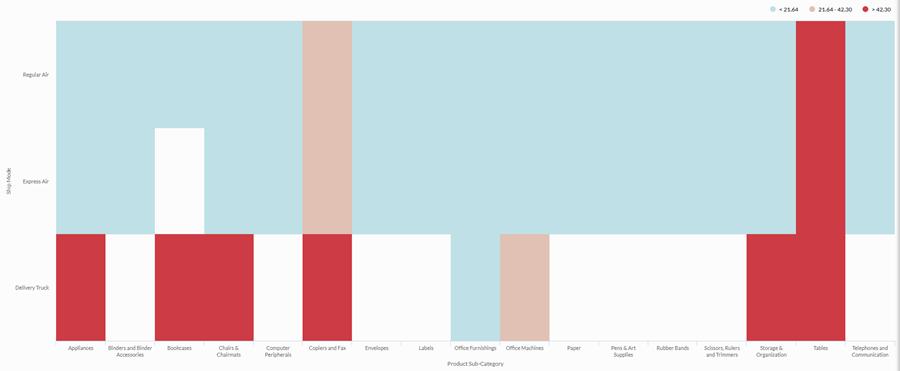 < 21.64 21.64 - 42.30 > 42.30
Regular Air
Express Air
Delivery Truck
Ship Mode
Appliances Binders and Binder Accessories Bookcases Chairs & Chairmats Computer Peripherals Copiers and Fax Envelopes Labels Office Furnishings Office Machines Paper Pens & Art Supplies Rubber Bands Scissors, Rulers and Trimmers Storage & Organization Tables Telephones and Communication
Product Sub-Category